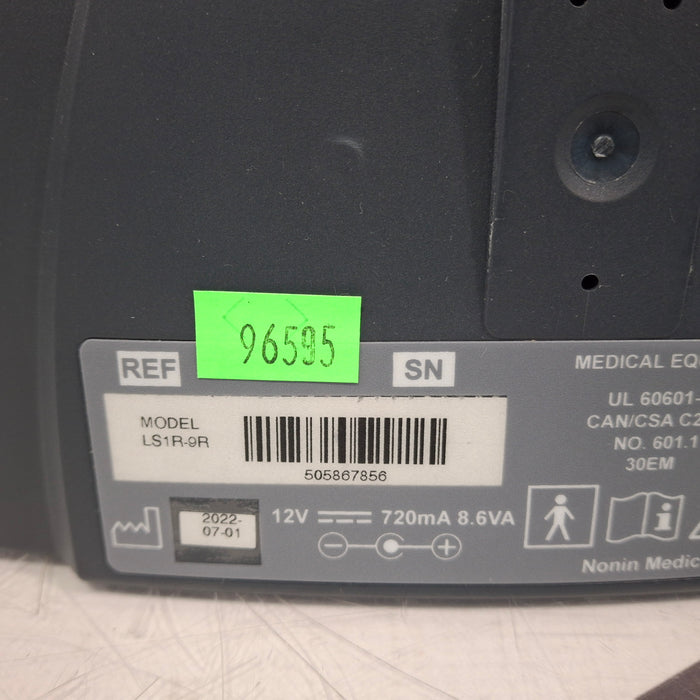 96595
REF
SN
MODEL
LS1R-9R
505867856
2022-
07-01
12V 720mA 8.6VA
MEDICAL EQ
UL 60601-
CAN/CSA C2
NO. 601.1
30EM
Nonin Medic